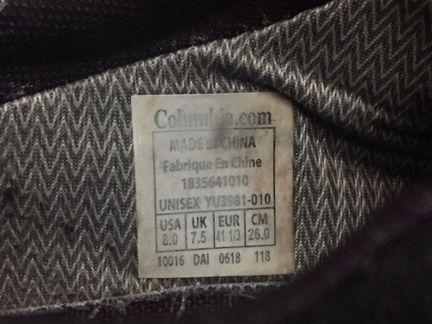 Columbia.com
MADE IN CHINA
Fabrique En Chine
1835641010
UNISEX YU3981-010
USA UK EUR CM
8.0 7.5 41 1/3 26.0
10016 DAI 0618 118